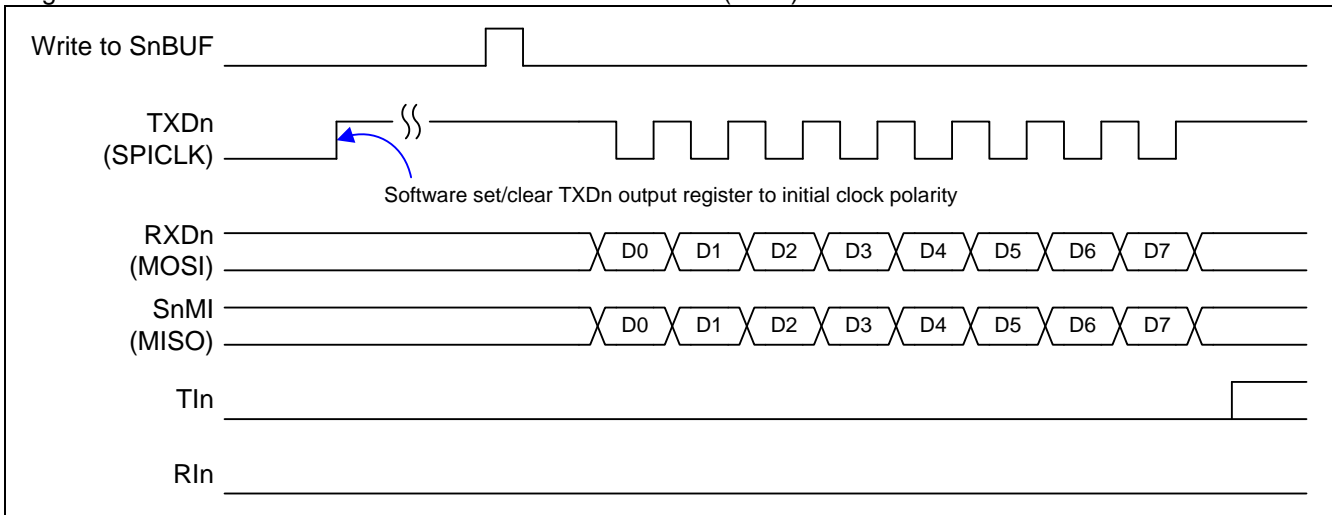 Write to SnBUF
TXDn
(SPICLK)
Software set/clear TXDn output register to initial clock polarity
RXDn
(MOSI)
D0 D1 D2 D3 D4 D5 D6 D7
SnMI
(MISO)
D0 D1 D2 D3 D4 D5 D6 D7
TIn
RIn